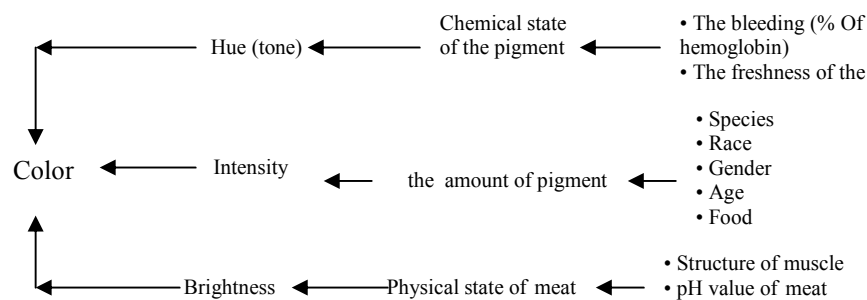 Hue (tone)
Chemical state
of the pigment
• The bleeding (% Of
hemoglobin)
• The freshness of the
Color
Intensity
the amount of pigment
• Species
• Race
• Gender
• Age
• Food
Brightness
Physical state of meat
• Structure of muscle
• pH value of meat